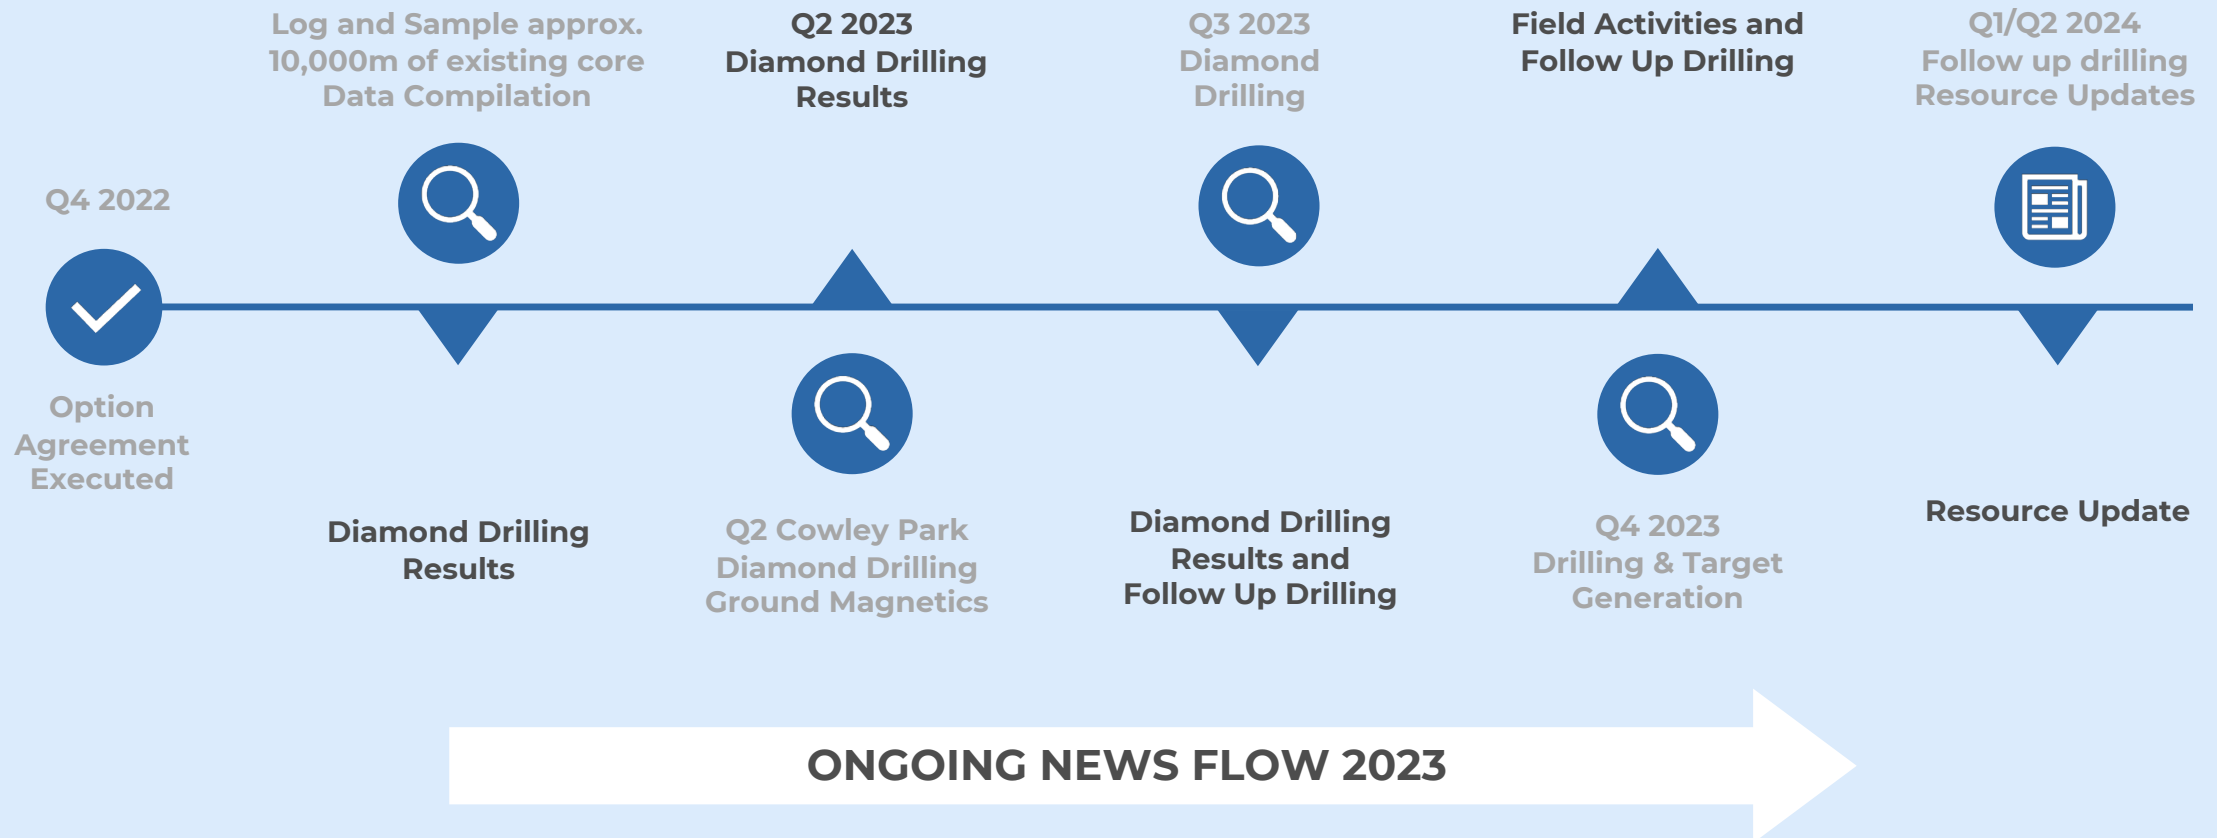 Q4 2022
Option
Agreement
Executed
Log and Sample approx.
10,000m of existing core
Data Compilation
Diamond Drilling
Results
Q2 2023
Diamond Drilling
Results
Q2 Cowley Park
Diamond Drilling
Ground Magnetics
Q3 2023
Diamond
Drilling
Diamond Drilling
Results and
Follow Up Drilling
Field Activities and
Follow Up Drilling
Q4 2023
Drilling & Target
Generation
Q1/Q2 2024
Follow up drilling
Resource Updates
Resource Update
ONGOING NEWS FLOW 2023